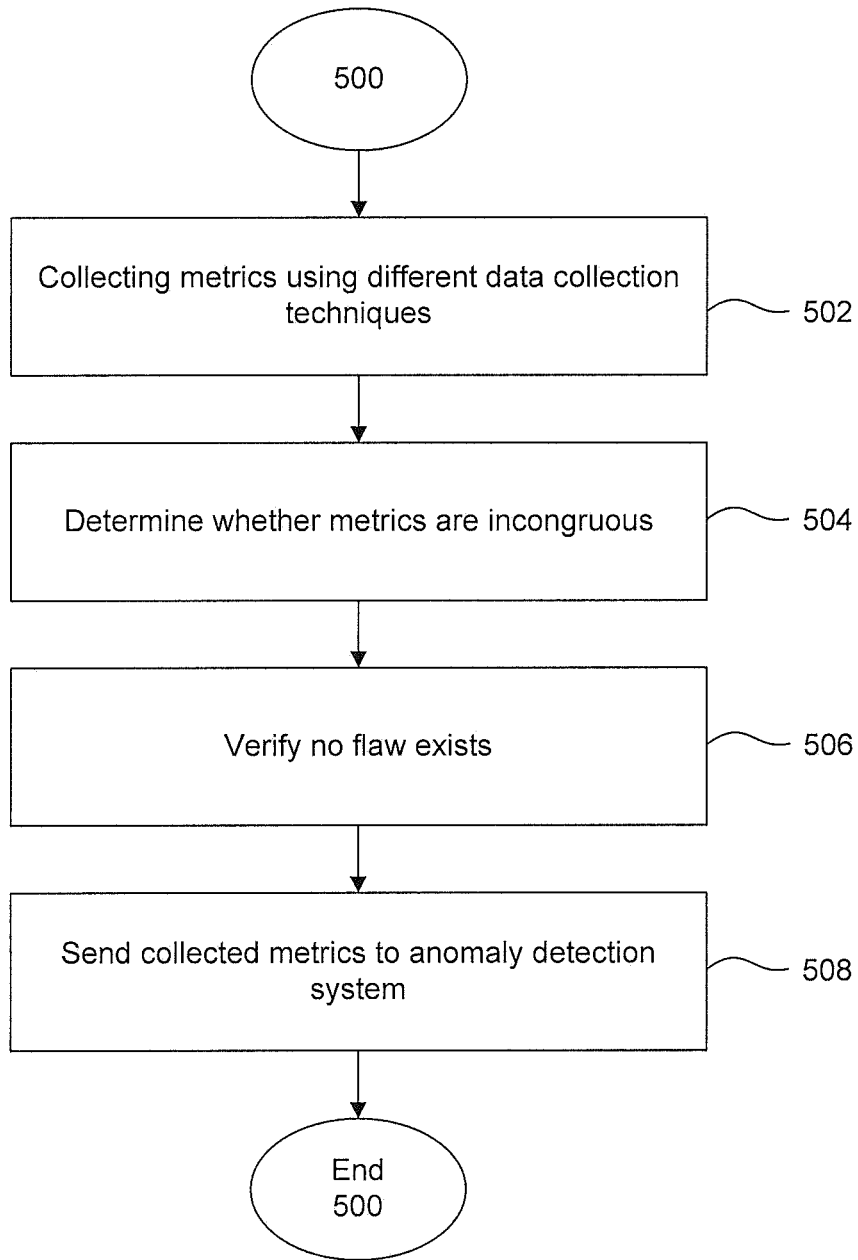 500
Collecting metrics using different data collection
techniques
502
Determine whether metrics are incongruous
504
Verify no flaw exists
506
Send collected metrics to anomaly detection
system
508
End
500